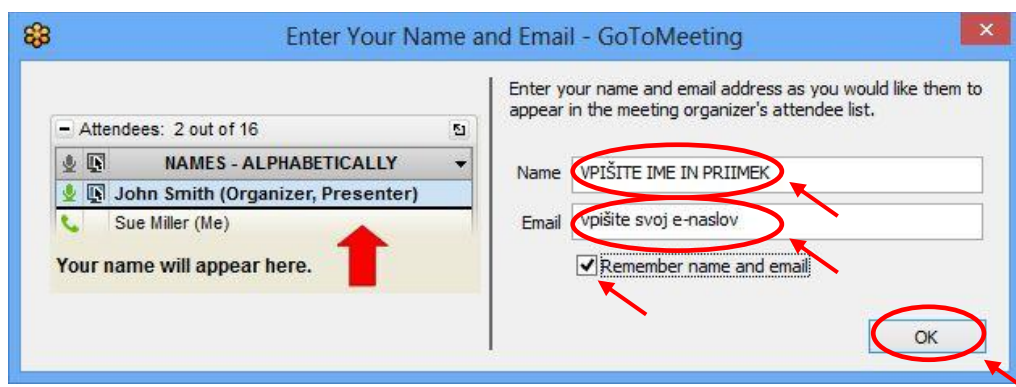 Enter Your Name and Email - GoToMeeting
Attendees: 2 out of 16
NAMES - ALPHABETICALLY
John Smith (Organizer, Presenter)
Sue Miller (Me)
Your name will appear here.
Enter your name and email address as you would like them to
appear in the meeting organizer's attendee list.
Name VPIŠITE IME IN PRIIMEK
Email vpišite svoj e-naslov
Remember name and email
OK